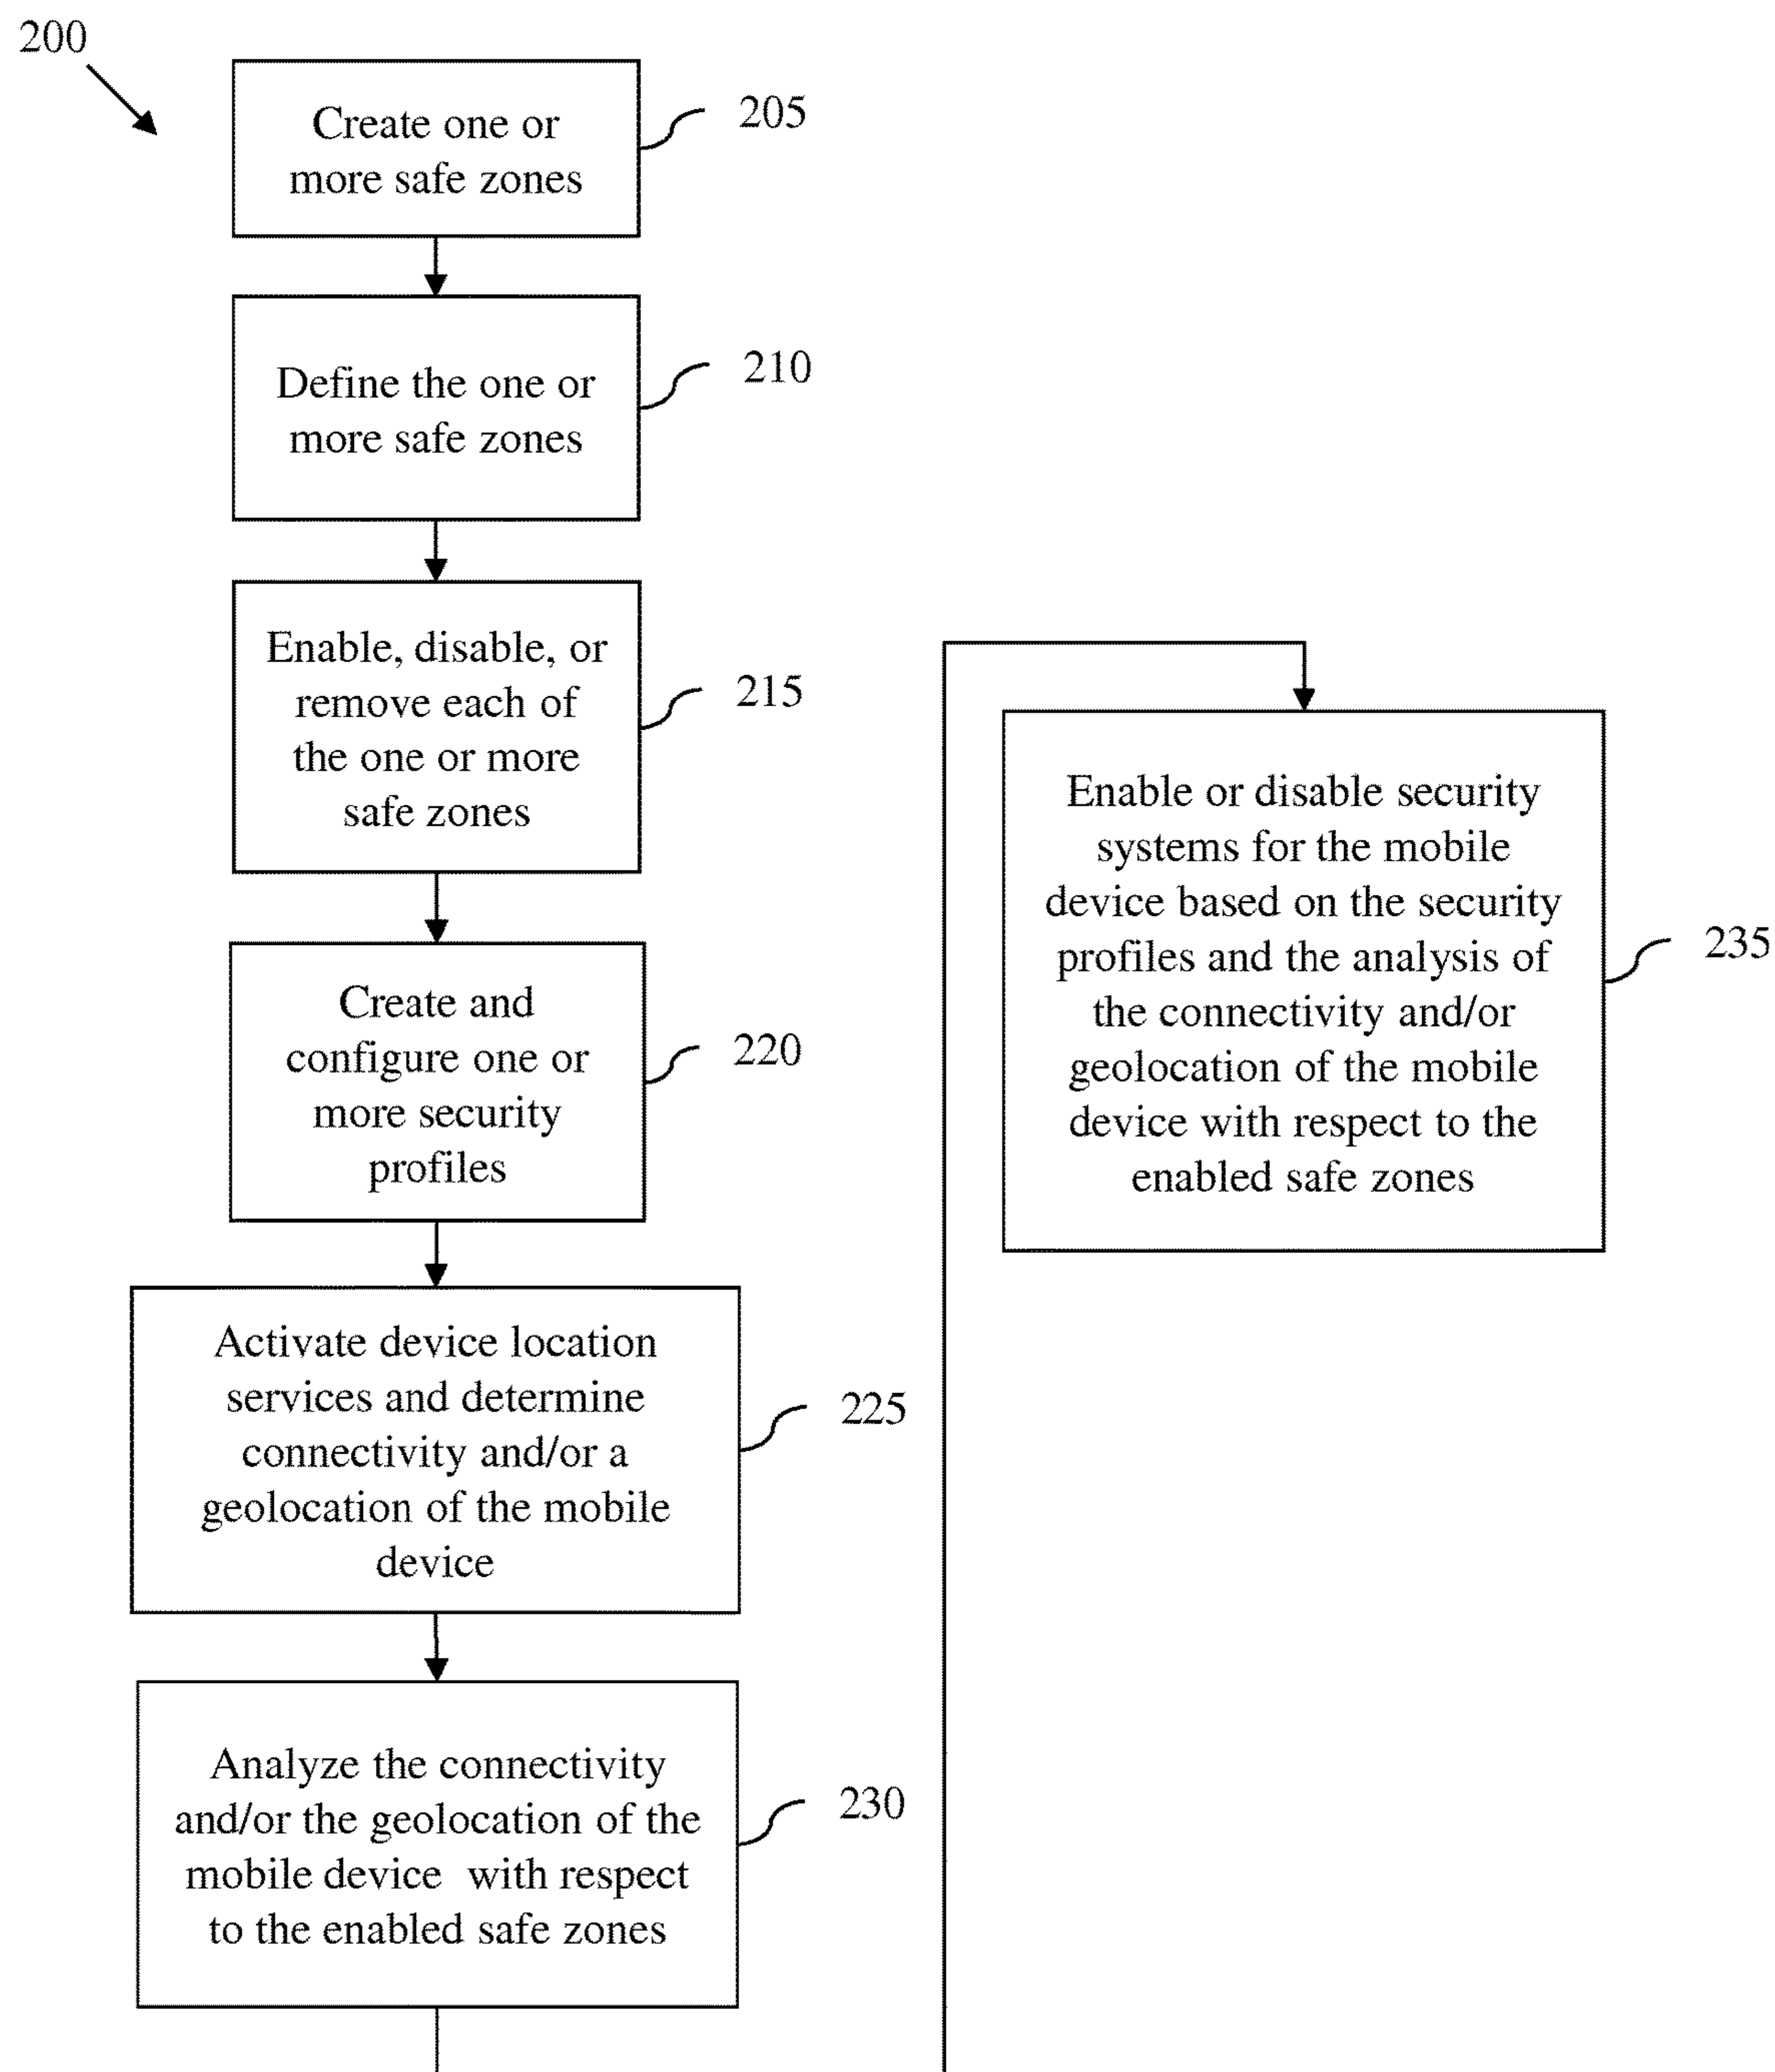 200
Create one or
more safe zones
205
Define the one or
more safe zones
210
Enable, disable, or
remove each of
the one or more
safe zones
215
Create and
configure one or
more security
profiles
220
Activate device location
services and determine
connectivity and/or a
geolocation of the mobile
device
225
Analyze the connectivity
and/or the geolocation of the
mobile device with respect
to the enabled safe zones
230
Enable or disable security
systems for the mobile
device based on the security
profiles and the analysis of
the connectivity and/or
geolocation of the mobile
device with respect to the
enabled safe zones
235